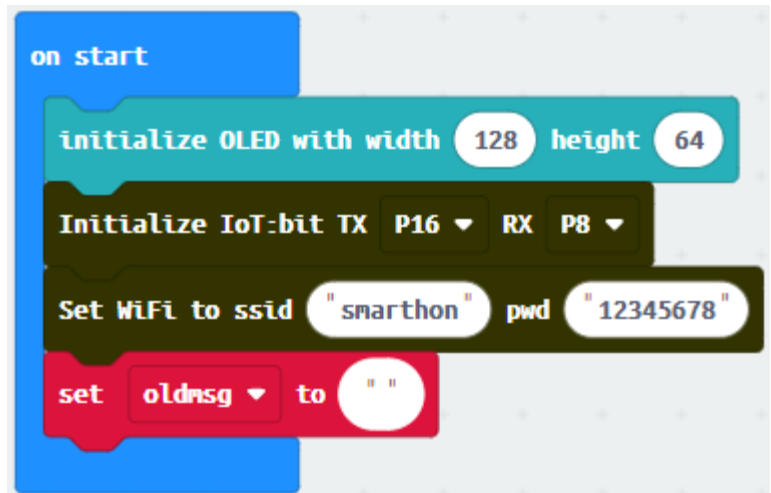 on start
initialize OLED with width 128 height 64
Initialize IoT:bit TX P16 RX P8
Set WiFi to ssid "smarthon" pwd "12345678"
set oldmsg to " "